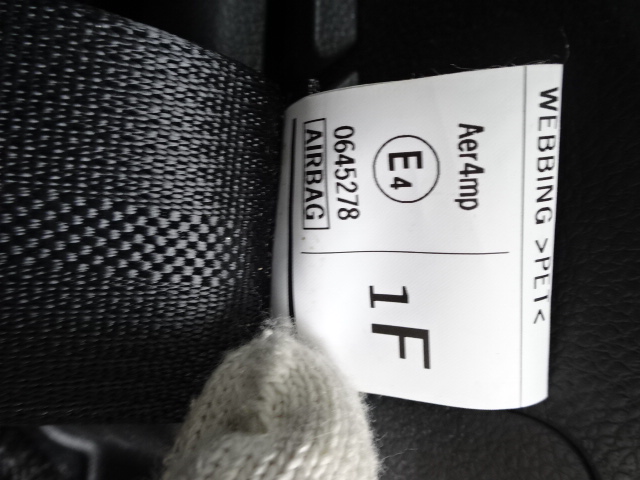 WEBBING >PET<
Aer4mp
E4
0645278
AIRBAG
1F